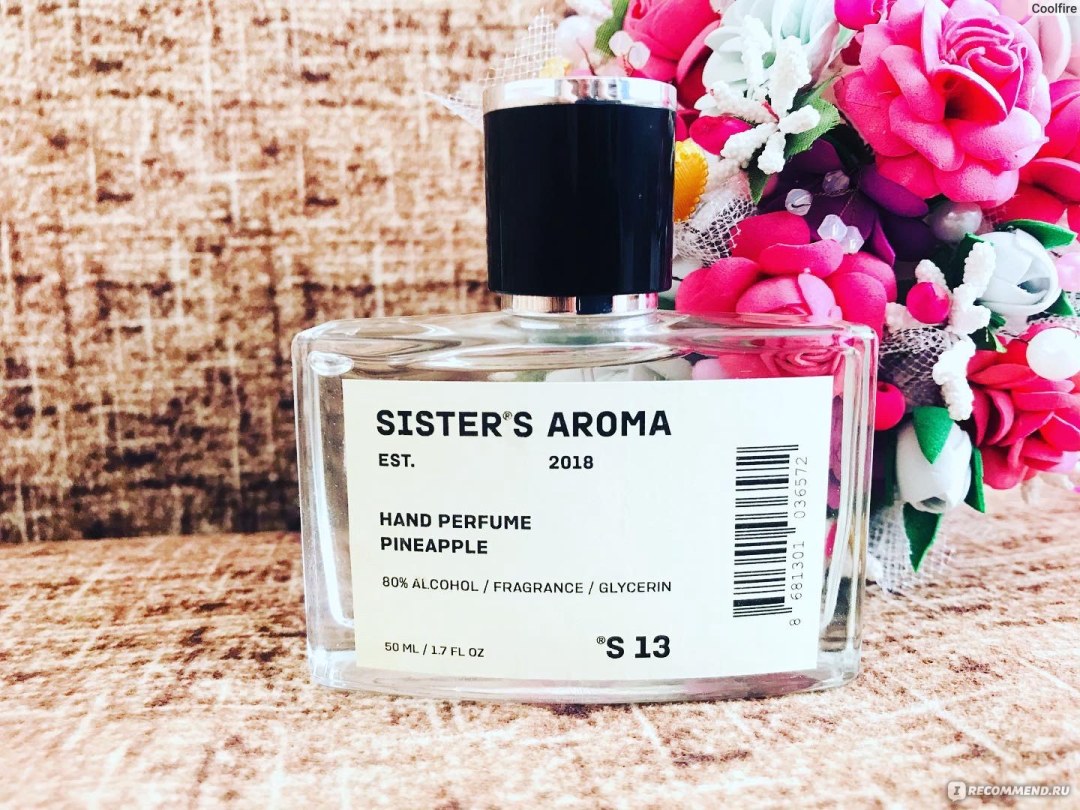 Coolfire
SISTER®S AROMA
EST. 2018
HAND PERFUME
PINEAPPLE
80% ALCOHOL / FRAGRANCE / GLYCERIN
50 ML / 1.7 FL OZ
®S 13
8 681301 036572
IRECOMMEND.RU